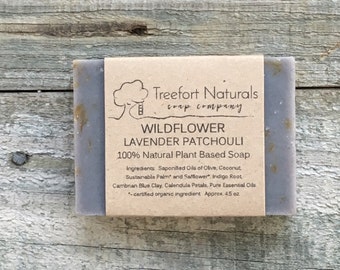 Treefort Naturals
soap company
WILDFLOWER
LAVENDER PATCHOULI
100% Natural Plant Based Soap
Ingredients: Saponified Oils of Olive, Coconut,
Sustainable Palm* and Safflower*, Indigo Root,
Cambrian Blue Clay, Calendula Petals, Pure Essential Oils
*-certified organic ingredient Approx. 4.5 oz